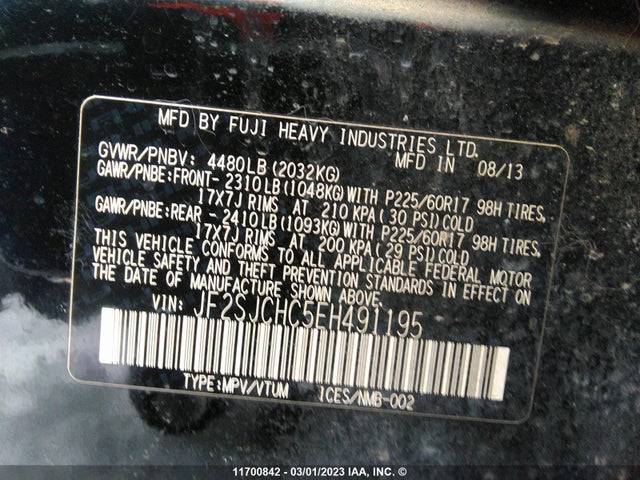 MFD BY FUJI HEAVY INDUSTRIES LTD.
MFD IN 08/13
GVWR/PNBV: 4480LB(2032KG)
GAWR/PNBE:FRONT- 2310LB(1048KG)WITH P225/60R17 98H TIRES,
17X7J RIMS AT 210 KPA( 30 PSI)COLD
GAWR/PNBE:REAR - 2410LB(1093KG)WITH P225/60R17 98H TIRES,
17X7J RIMS AT 200 KPA( 29 PSI)COLD
THIS VEHICLE CONFORMS TO ALL APPLICABLE FEDERAL MOTOR
VEHICLE SAFETY AND THEFT PREVENTION STANDARDS IN EFFECT ON
THE DATE OF MANUFACTURE SHOWN ABOVE.
VIN: JF2SJCHC5EH491195
TYPE:MPV/VTUM ICES/NMB-002
11700842 - 03/01/2023 IAA, INC. ©